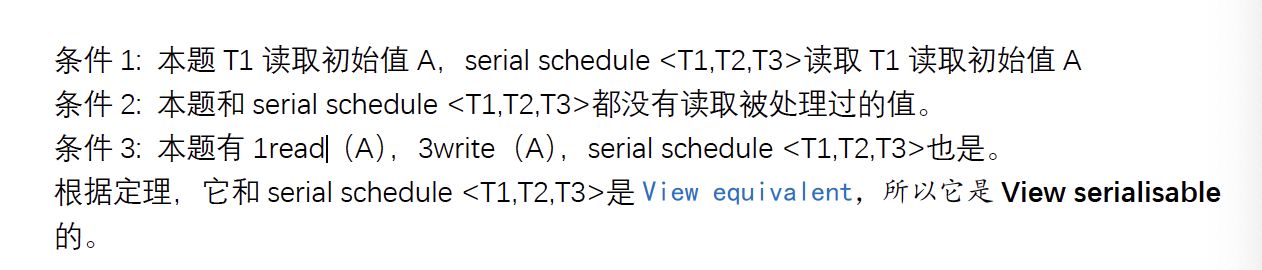 条件 1:  本题 T1 读取初始值 A，serial schedule <T1,T2,T3>读取 T1 读取初始值 A
条件 2:  本题和 serial schedule <T1,T2,T3>都没有读取被处理过的值。
条件 3:  本题有 1read（A），3write（A），serial schedule <T1,T2,T3>也是。
根据定理，它和 serial schedule <T1,T2,T3>是 View equivalent，所以它是 View serialisable
的。